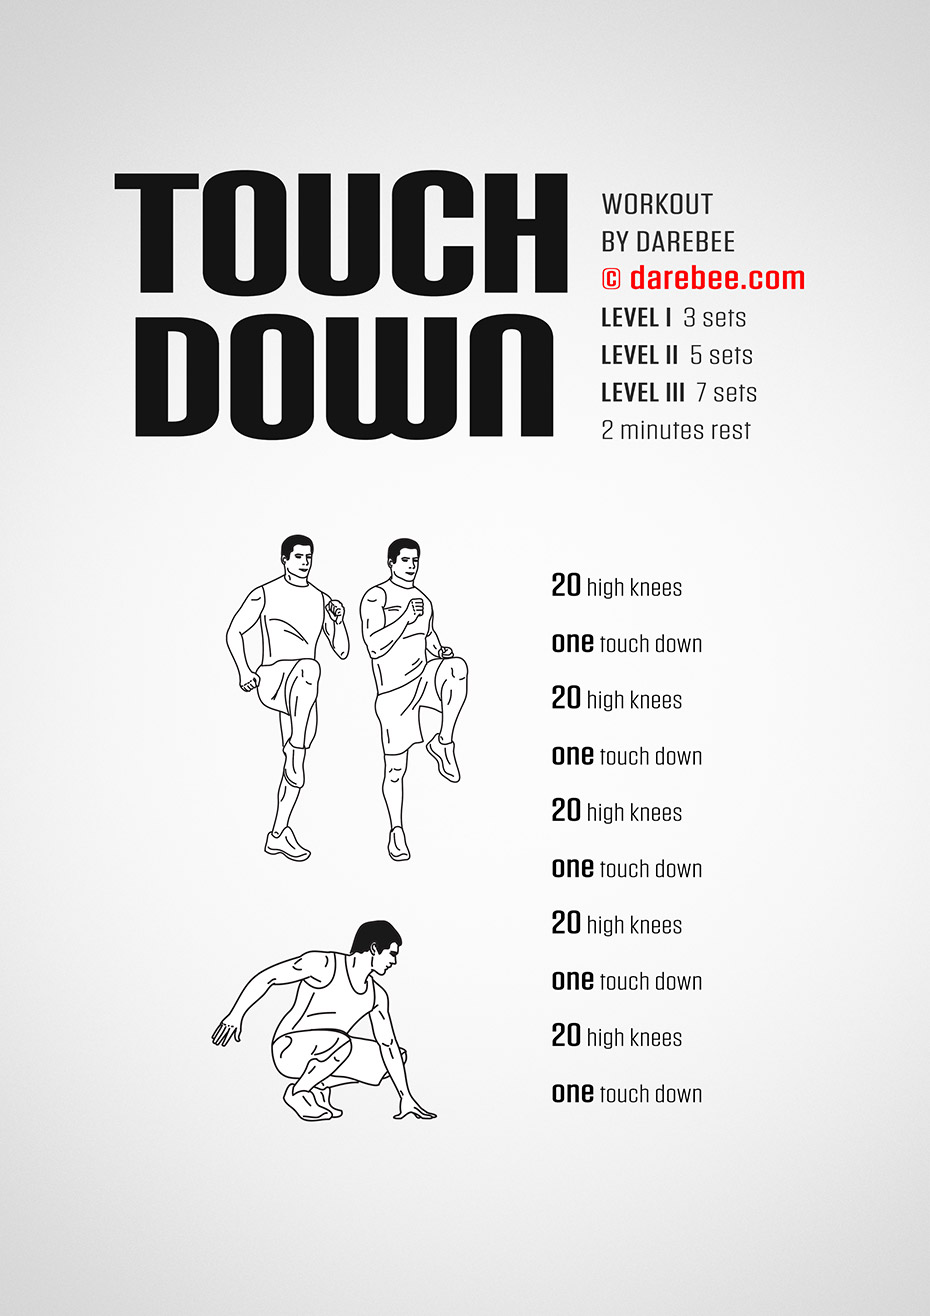 TOUCH
DOWN
WORKOUT
BY DAREBEE
© darebee.com
LEVEL I 3 sets
LEVEL II 5 sets
LEVEL III 7 sets
2 minutes rest
20 high knees
one touch down
20 high knees
one touch down
20 high knees
one touch down
20 high knees
one touch down
20 high knees
one touch down